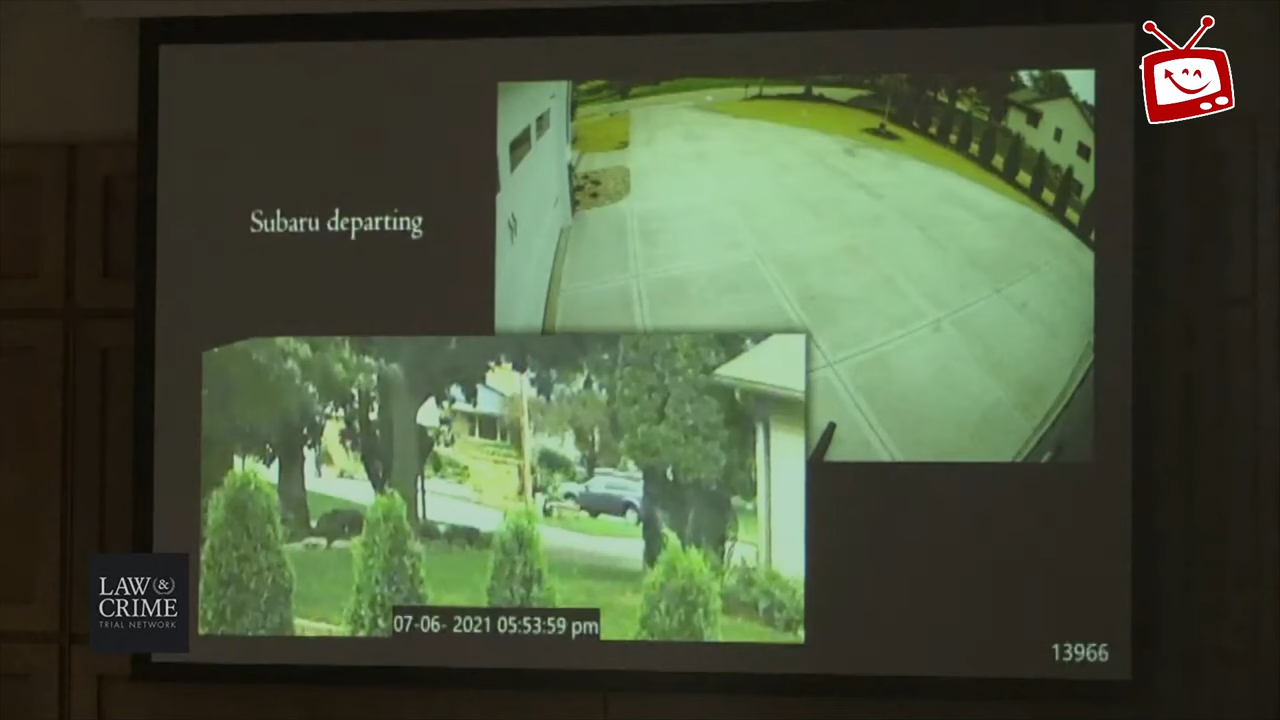 Subaru departing
LAW &
CRIME
TRIAL NETWORK
07-06- 2021 05:53:59 pm
13966